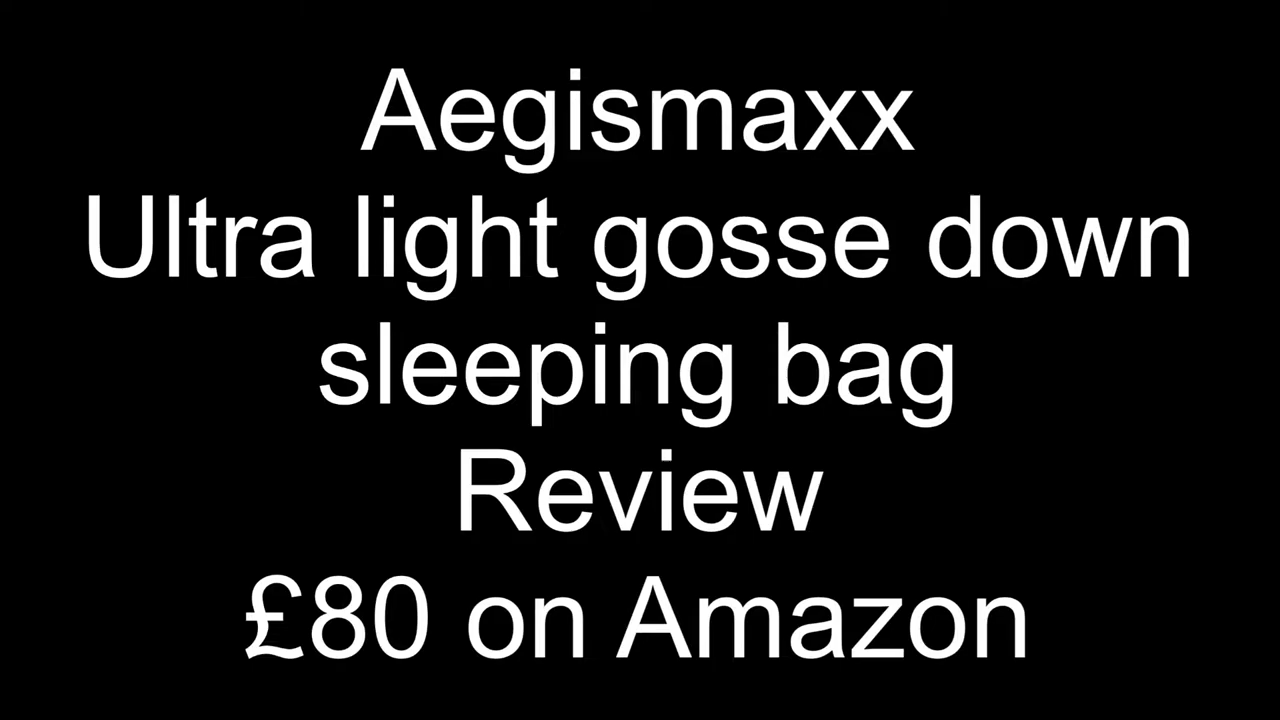 Aegismaxx
Ultra light gosse down
sleeping bag
Review
£80 on Amazon